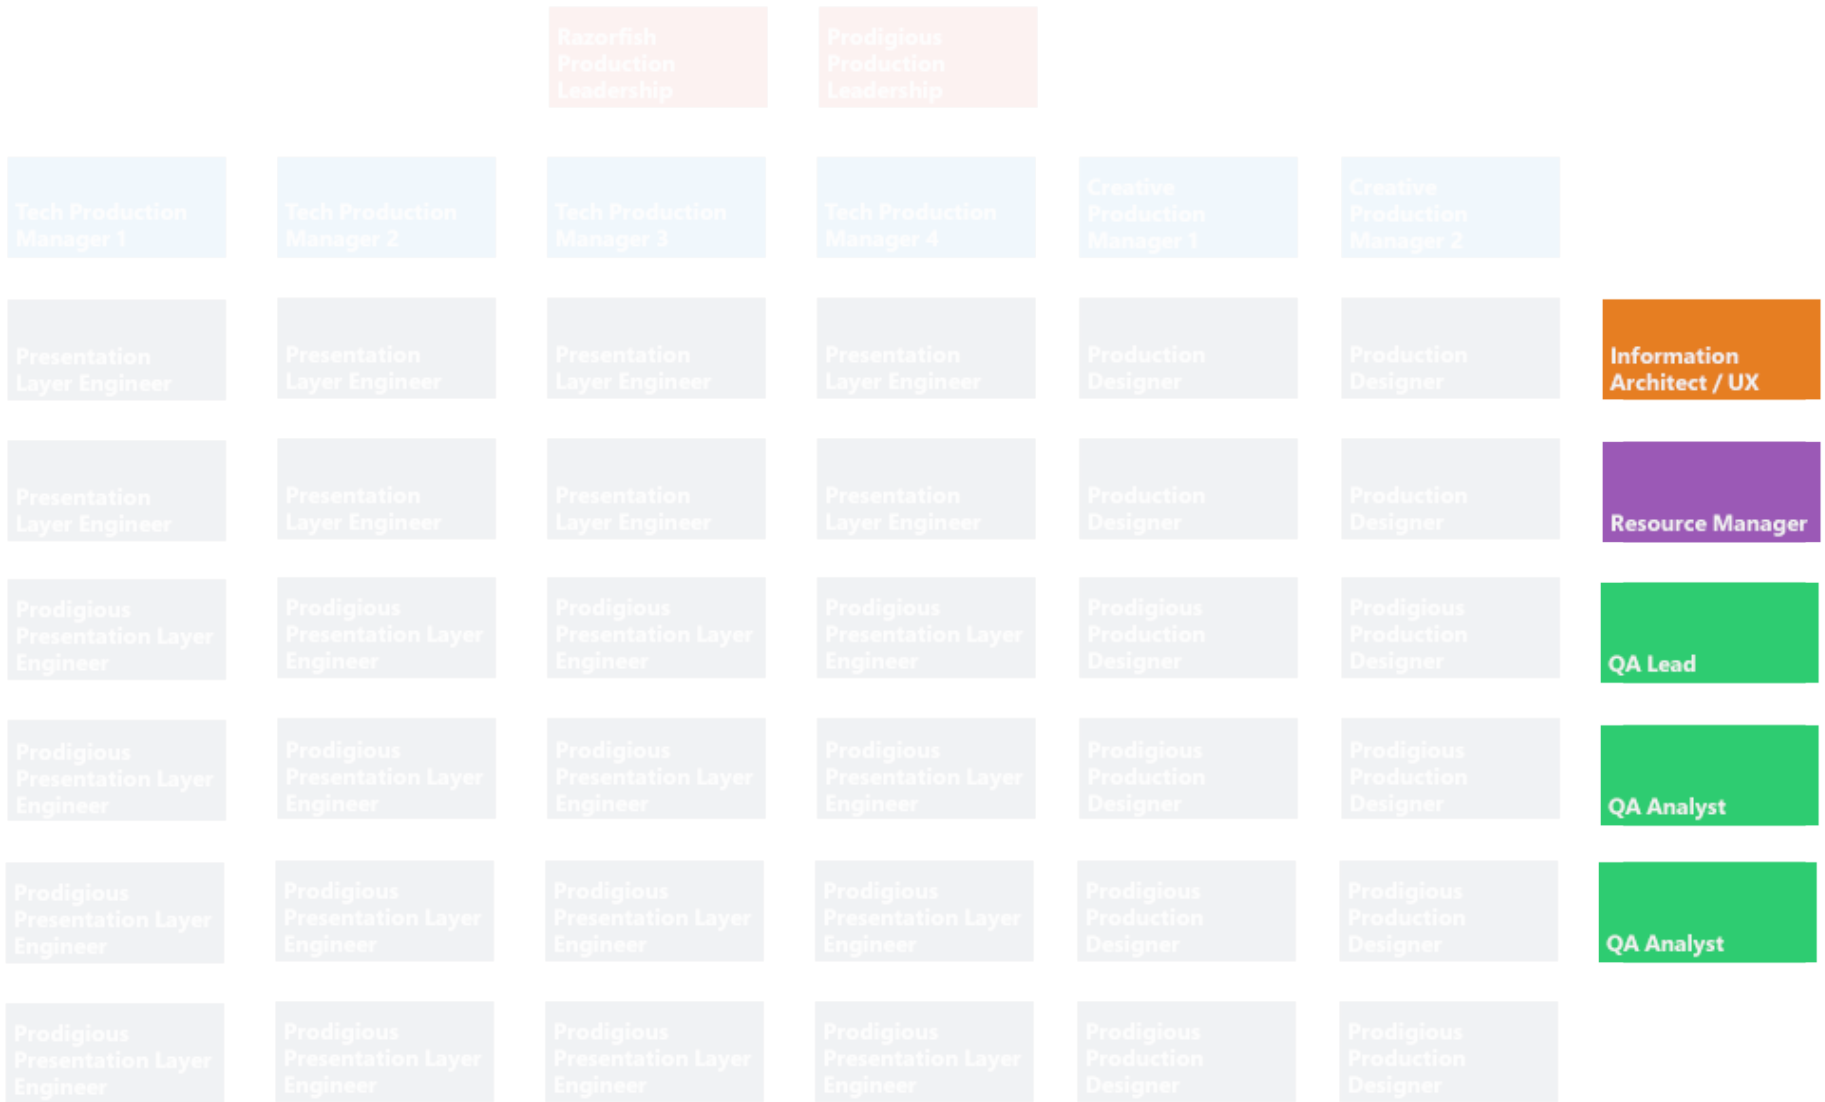 Razorfish
Production
Leadership
Prodigious
Production
Leadership
Tech Production
Manager 1
Tech Production
Manager 2
Tech Production
Manager 3
Tech Production
Manager 4
Creative
Production
Manager 1
Creative
Production
Manager 2
Presentation
Layer Engineer
Presentation
Layer Engineer
Presentation
Layer Engineer
Presentation
Layer Engineer
Production
Designer
Production
Designer
Information
Architect / UX
Presentation
Layer Engineer
Presentation
Layer Engineer
Presentation
Layer Engineer
Presentation
Layer Engineer
Production
Designer
Production
Designer
Resource Manager
Prodigious
Presentation Layer
Engineer
Prodigious
Presentation Layer
Engineer
Prodigious
Presentation Layer
Engineer
Prodigious
Presentation Layer
Engineer
Prodigious
Production
Designer
Prodigious
Production
Designer
QA Lead
Prodigious
Presentation Layer
Engineer
Prodigious
Presentation Layer
Engineer
Prodigious
Presentation Layer
Engineer
Prodigious
Presentation Layer
Engineer
Prodigious
Production
Designer
Prodigious
Production
Designer
QA Analyst
Prodigious
Presentation Layer
Engineer
Prodigious
Presentation Layer
Engineer
Prodigious
Presentation Layer
Engineer
Prodigious
Presentation Layer
Engineer
Prodigious
Production
Designer
Prodigious
Production
Designer
QA Analyst
Prodigious
Presentation Layer
Engineer
Prodigious
Presentation Layer
Engineer
Prodigious
Presentation Layer
Engineer
Prodigious
Presentation Layer
Engineer
Prodigious
Production
Designer
Prodigious
Production
Designer